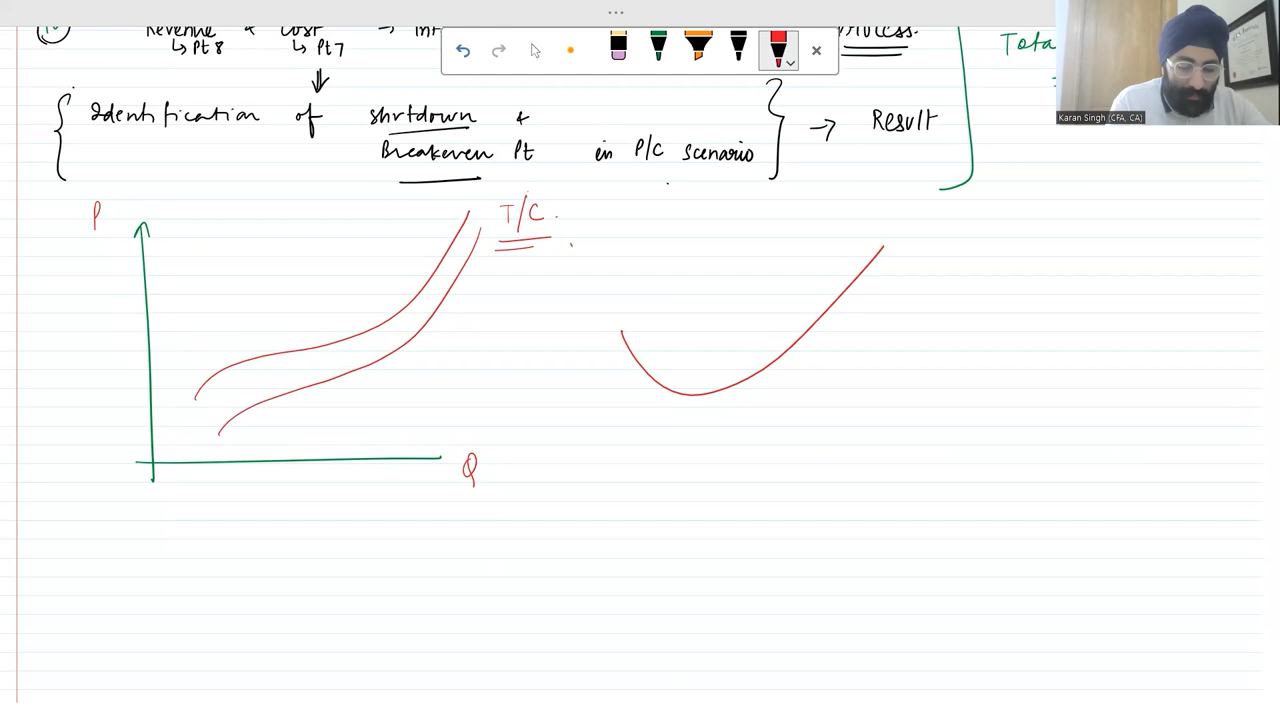 Revenue & Cost →
Process.
↳ Pt 8 ↳ Pt 7
Tota
Identification of shutdown &
Breakeven Pt in P/C scenario
→ Result
Karan Singh (CFA, CA)
P
T/C.
Q